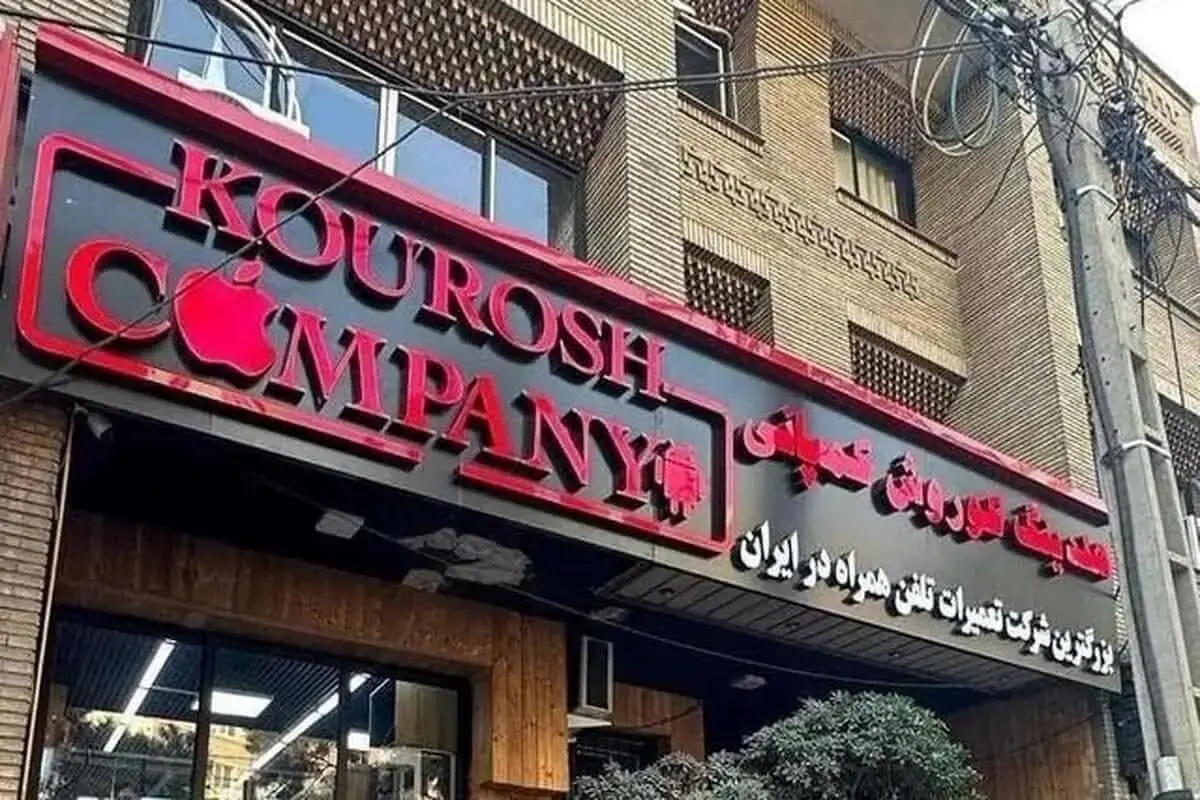 KOUROSH
COMPANY
هلدینگ کوروش کمپانی
بزرگترین شرکت تعمیرات تلفن همراه در ایران